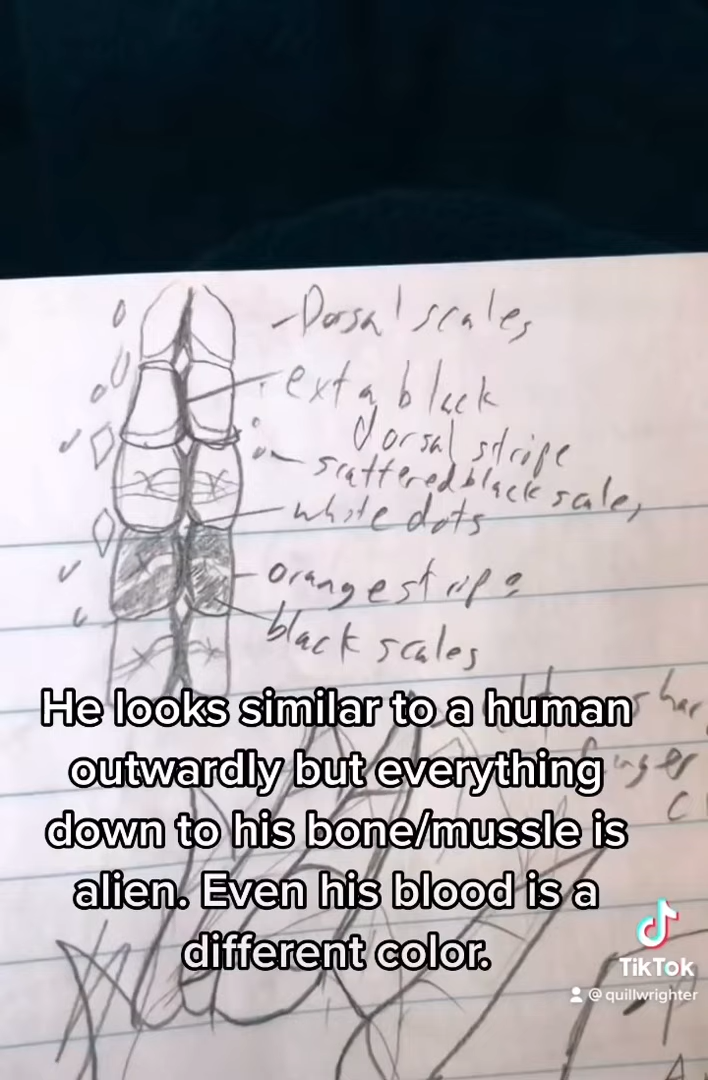 Dorsal scales
exta black
dorsal stripe
scattered black scales
white dots
orange stripe
black scales
He looks similar to a human
outwardly but everything
down to his bone/mussle is
alien. Even his blood is a
different color.
TikTok
@quillwrighter